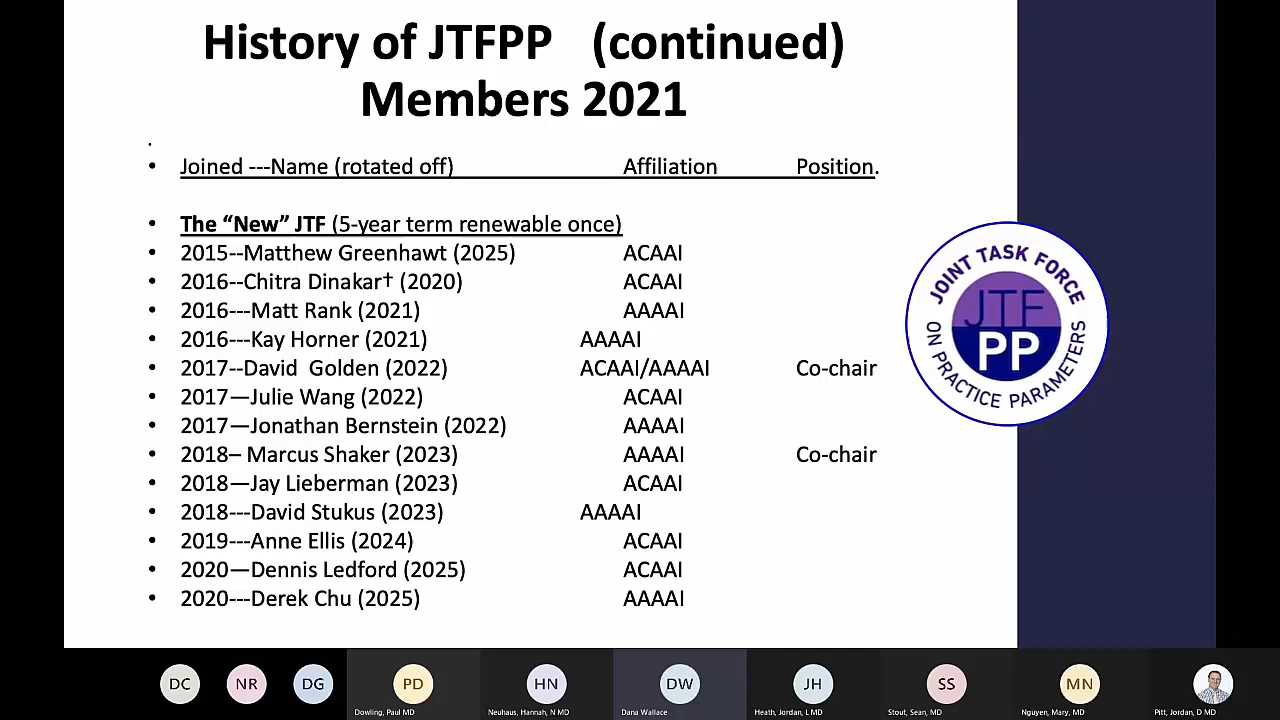 History of JTFPP (continued)
Members 2021
• Joined ---Name (rotated off) Affiliation Position.
• The “New” JTF (5-year term renewable once)
• 2015--Matthew Greenhawt (2025) ACAAI
• 2016--Chitra Dinakar† (2020) ACAAI
• 2016---Matt Rank (2021) AAAAI
• 2016---Kay Horner (2021) AAAAI
• 2017--David Golden (2022) ACAAI/AAAAI Co-chair
• 2017—Julie Wang (2022) ACAAI
• 2017—Jonathan Bernstein (2022) AAAAI
• 2018– Marcus Shaker (2023) AAAAI Co-chair
• 2018—Jay Lieberman (2023) ACAAI
• 2018---David Stukus (2023) AAAAI
• 2019---Anne Ellis (2024) ACAAI
• 2020—Dennis Ledford (2025) ACAAI
• 2020---Derek Chu (2025) AAAAI
JOINT TASK FORCE
JTF
PP
ON PRACTICE PARAMETERS
DC NR DG PD HN DW JH SS MN
Dowling, Paul MD Neuhaus, Hannah, N MD Dana Wallace Heath, Jordan, L MD Stout, Sean, MD Nguyen, Mary, MD Pitt, Jordan, D MD